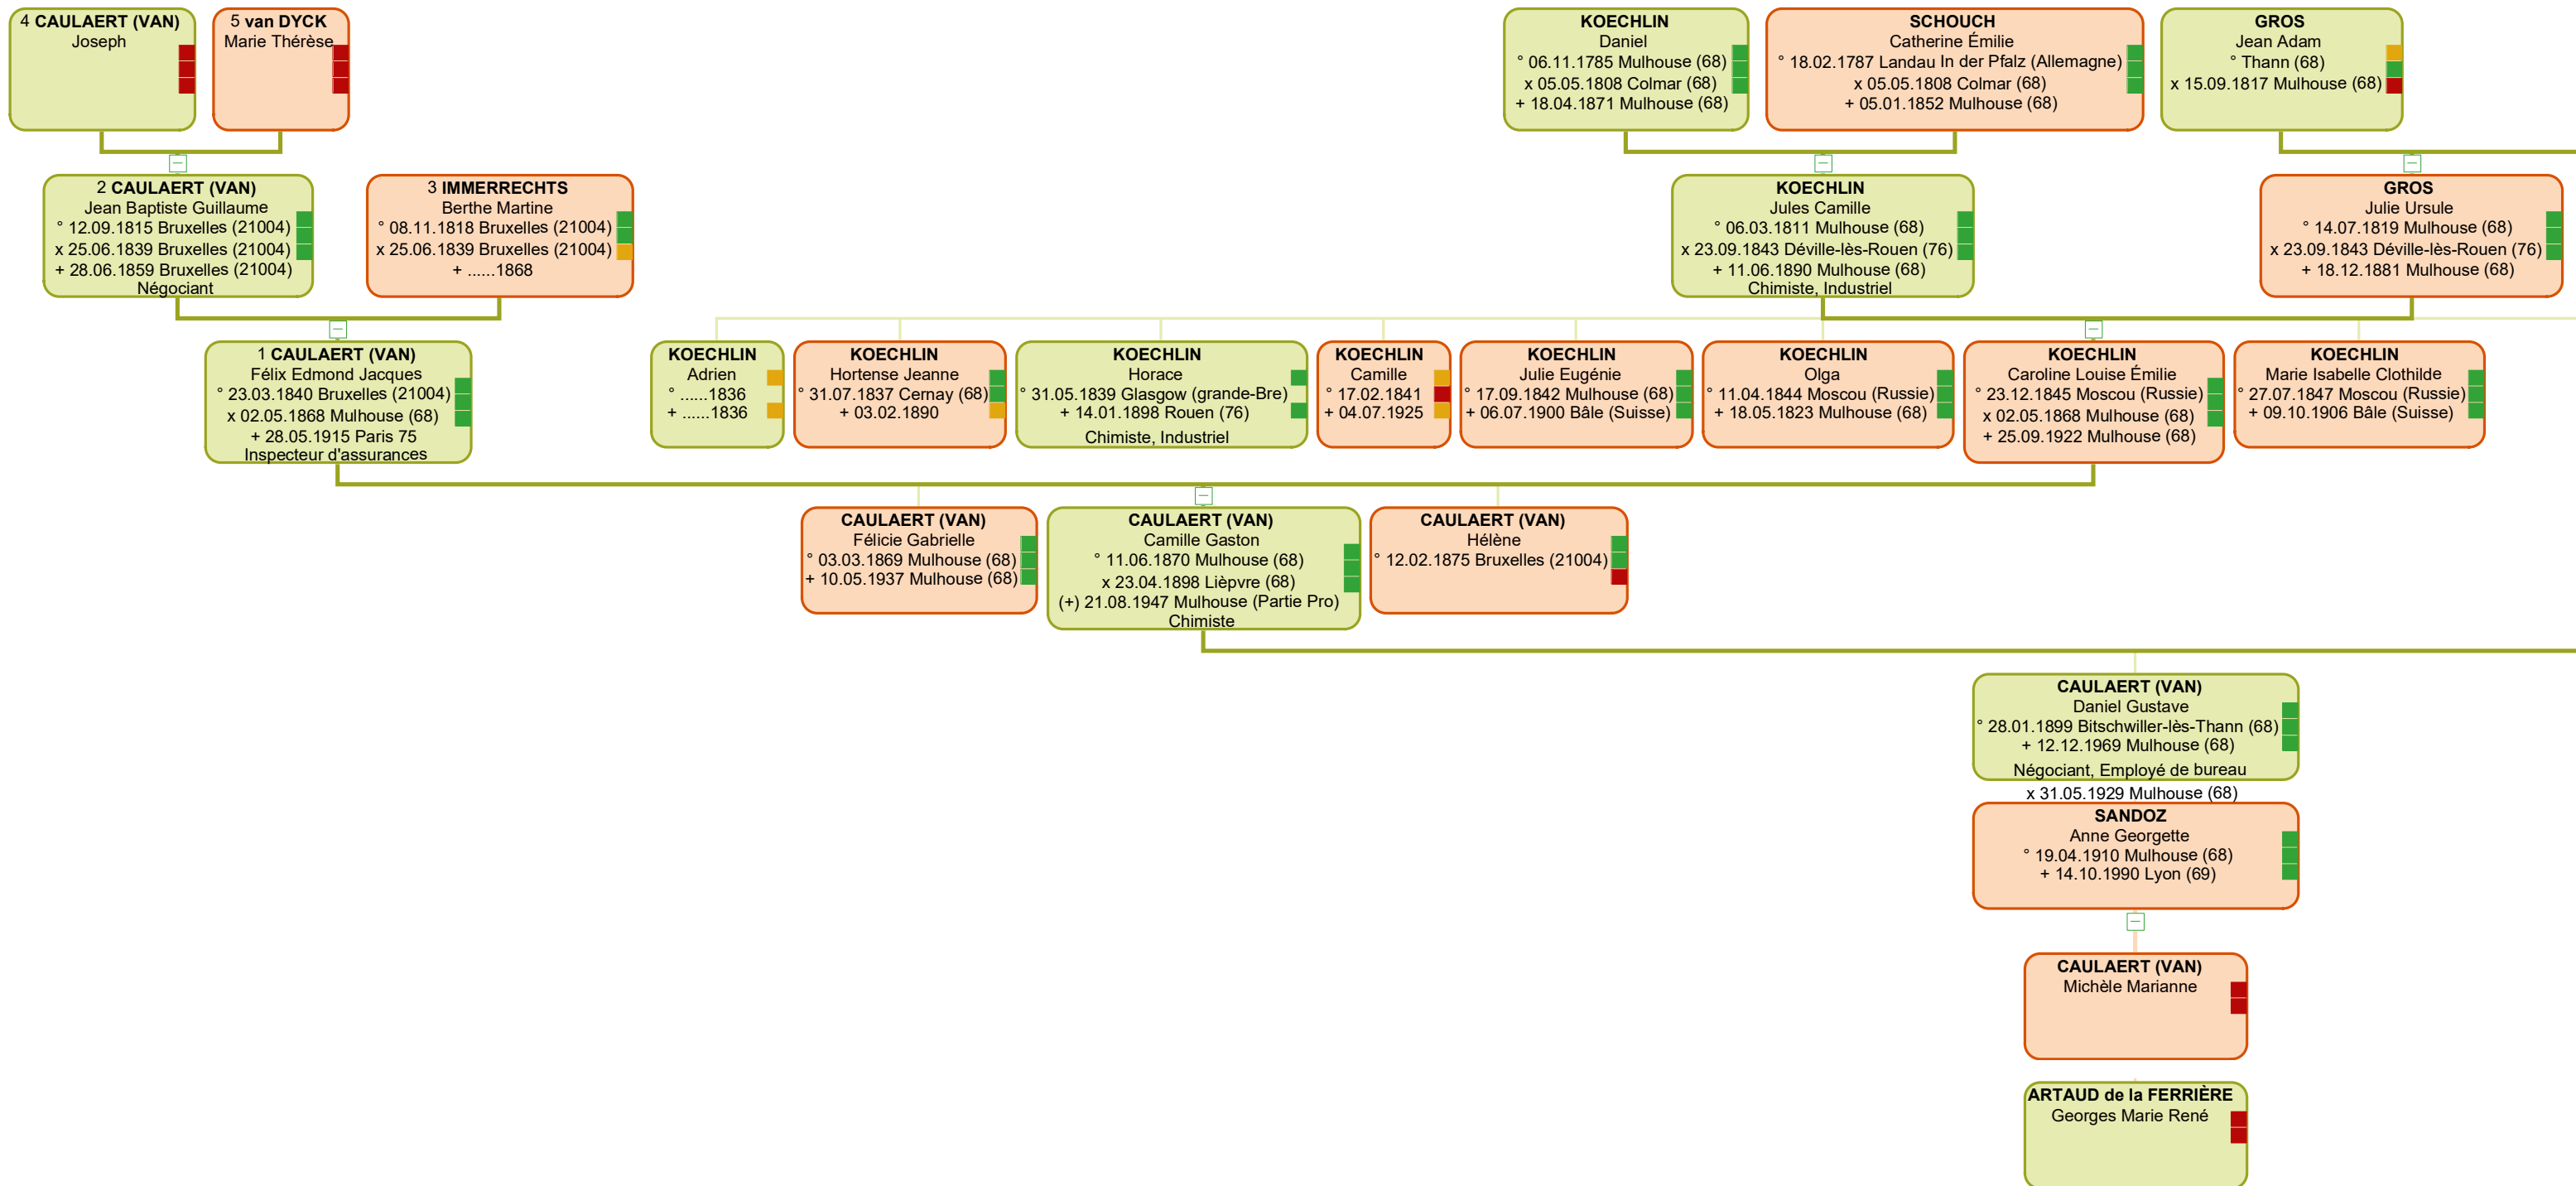 4 CAULAERT (VAN)
Joseph
5 van DYCK
Marie Thérèse
KOECHLIN
Daniel
° 06.11.1785 Mulhouse (68)
x 05.05.1808 Colmar (68)
+ 18.04.1871 Mulhouse (68)
SCHOUCH
Catherine Émilie
° 18.02.1787 Landau In der Pfalz (Allemagne)
x 05.05.1808 Colmar (68)
+ 05.01.1852 Mulhouse (68)
GROS
Jean Adam
° Thann (68)
x 15.09.1817 Mulhouse (68)
2 CAULAERT (VAN)
Jean Baptiste Guillaume
° 12.09.1815 Bruxelles (21004)
x 25.06.1839 Bruxelles (21004)
+ 28.06.1859 Bruxelles (21004)
Négociant
3 IMMERRECHTS
Berthe Martine
° 08.11.1818 Bruxelles (21004)
x 25.06.1839 Bruxelles (21004)
+ ......1868
KOECHLIN
Jules Camille
° 06.03.1811 Mulhouse (68)
x 23.09.1843 Déville-lès-Rouen (76)
+ 11.06.1890 Mulhouse (68)
Chimiste, Industriel
GROS
Julie Ursule
° 14.07.1819 Mulhouse (68)
x 23.09.1843 Déville-lès-Rouen (76)
+ 18.12.1881 Mulhouse (68)
1 CAULAERT (VAN)
Félix Edmond Jacques
° 23.03.1840 Bruxelles (21004)
x 02.05.1868 Mulhouse (68)
+ 28.05.1915 Paris 75
Inspecteur d'assurances
KOECHLIN
Adrien
° ......1836
+ ......1836
KOECHLIN
Hortense Jeanne
° 31.07.1837 Cernay (68)
+ 03.02.1890
KOECHLIN
Horace
° 31.05.1839 Glasgow (grande-Bre)
+ 14.01.1898 Rouen (76)
Chimiste, Industriel
KOECHLIN
Camille
° 17.02.1841
+ 04.07.1925
KOECHLIN
Julie Eugénie
° 17.09.1842 Mulhouse (68)
+ 06.07.1900 Bâle (Suisse)
KOECHLIN
Olga
° 11.04.1844 Moscou (Russie)
+ 18.05.1823 Mulhouse (68)
KOECHLIN
Caroline Louise Émilie
° 23.12.1845 Moscou (Russie)
x 02.05.1868 Mulhouse (68)
+ 25.09.1922 Mulhouse (68)
KOECHLIN
Marie Isabelle Clothilde
° 27.07.1847 Moscou (Russie)
+ 09.10.1906 Bâle (Suisse)
CAULAERT (VAN)
Félicie Gabrielle
° 03.03.1869 Mulhouse (68)
+ 10.05.1937 Mulhouse (68)
CAULAERT (VAN)
Camille Gaston
° 11.06.1870 Mulhouse (68)
x 23.04.1898 Lièpvre (68)
(+) 21.08.1947 Mulhouse (Partie Pro)
Chimiste
CAULAERT (VAN)
Hélène
° 12.02.1875 Bruxelles (21004)
CAULAERT (VAN)
Daniel Gustave
° 28.01.1899 Bitschwiller-lès-Thann (68)
+ 12.12.1969 Mulhouse (68)
Négociant, Employé de bureau
x 31.05.1929 Mulhouse (68)
SANDOZ
Anne Georgette
° 19.04.1910 Mulhouse (68)
+ 14.10.1990 Lyon (69)
CAULAERT (VAN)
Michèle Marianne
ARTAUD de la FERRIÈRE
Georges Marie René